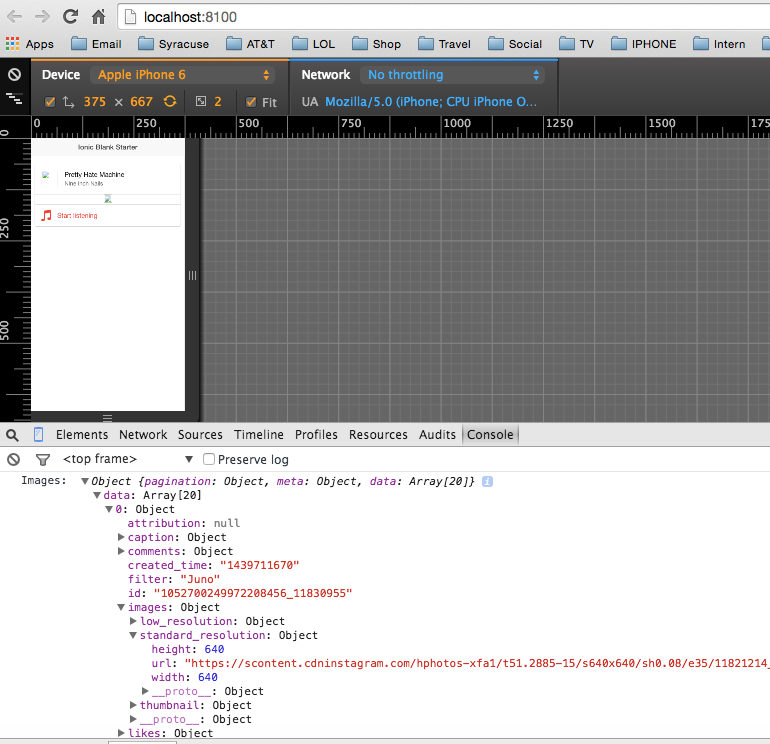 localhost:8100
Apps Email Syracuse AT&T LOL Shop Travel Social TV IPHONE Intern
Device Apple iPhone 6 Network No throttling
375 × 667 2 Fit UA Mozilla/5.0 (iPhone; CPU iPhone O...
0 250 500 750 1000 1250 1500 175
0
250
500
Ionic Blank Starter
Pretty Hate Machine
Nine Inch Nails
Start listening
Elements Network Sources Timeline Profiles Resources Audits Console
<top frame> Preserve log
Images: Object {pagination: Object, meta: Object, data: Array[20]}
data: Array[20]
0: Object
attribution: null
caption: Object
comments: Object
created_time: "1439711670"
filter: "Juno"
id: "1052700249972208456_11830955"
images: Object
low_resolution: Object
standard_resolution: Object
height: 640
url: "https://scontent.cdninstagram.com/hphotos-xfa1/t51.2885-15/s640x640/sh0.08/e35/11821214_
width: 640
__proto__: Object
thumbnail: Object
__proto__: Object
likes: Object